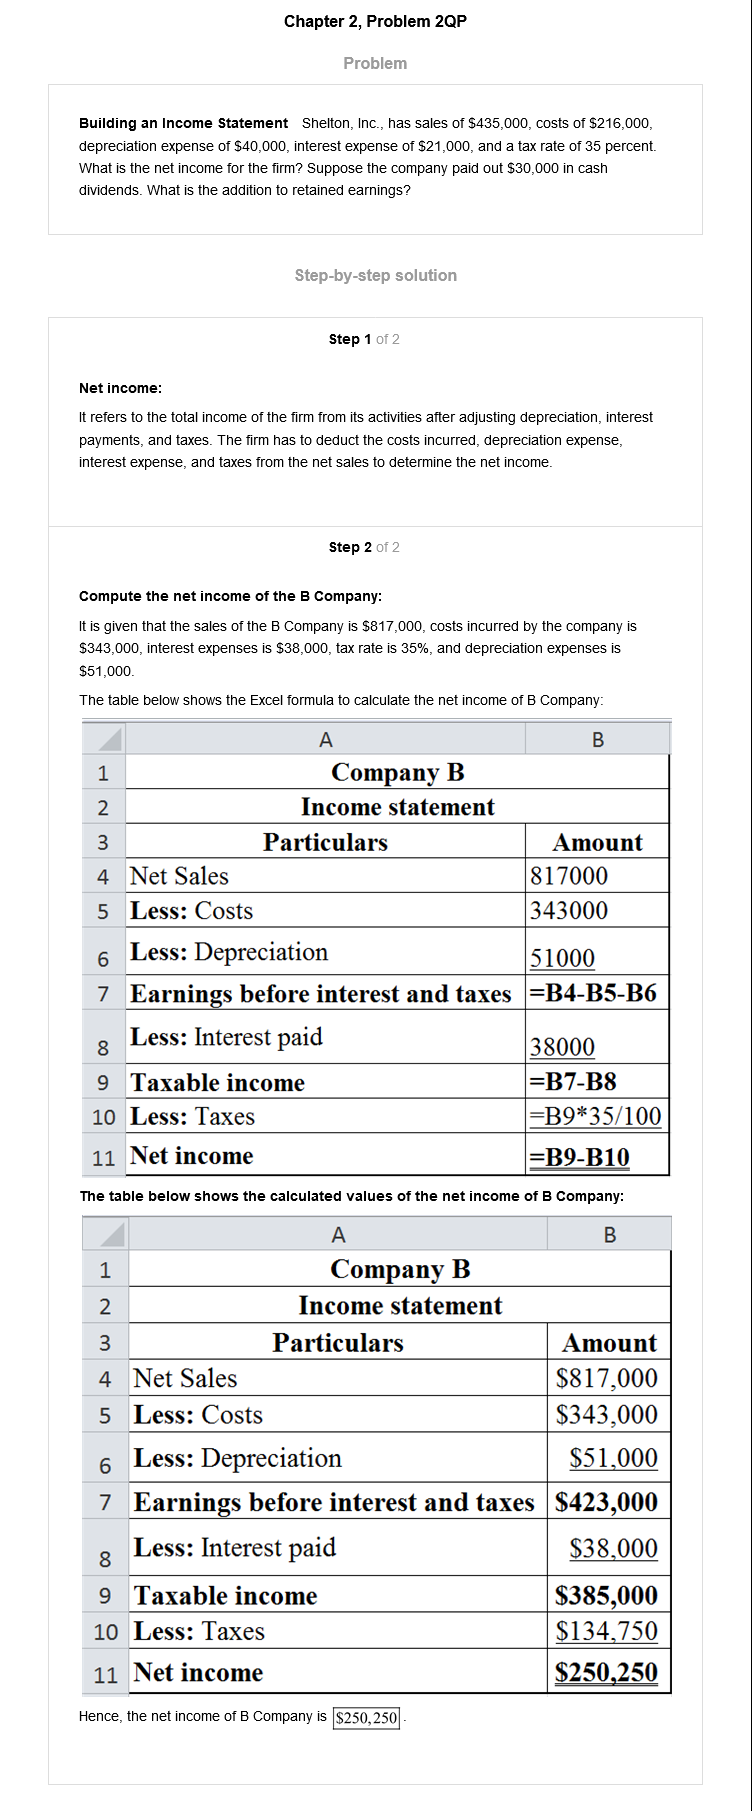 Chapter 2, Problem 2QP
Problem
Building an Income Statement Shelton, Inc., has sales of $435,000, costs of $216,000,
depreciation expense of $40,000, interest expense of $21,000, and a tax rate of 35 percent.
What is the net income for the firm? Suppose the company paid out $30,000 in cash
dividends. What is the addition to retained earnings?
Step-by-step solution
Step 1 of 2
Net income:
It refers to the total income of the firm from its activities after adjusting depreciation, interest
payments, and taxes. The firm has to deduct the costs incurred, depreciation expense,
interest expense, and taxes from the net sales to determine the net income.
Step 2 of 2
Compute the net income of the B Company:
It is given that the sales of the B Company is $817,000, costs incurred by the company is
$343,000, interest expenses is $38,000, tax rate is 35%, and depreciation expenses is
$51,000.
The table below shows the Excel formula to calculate the net income of B Company:
A B
1 Company B
2 Income statement
3 Particulars Amount
4 Net Sales 817000
5 Less: Costs 343000
6 Less: Depreciation 51000
7 Earnings before interest and taxes =B4-B5-B6
8 Less: Interest paid 38000
9 Taxable income =B7-B8
10 Less: Taxes =B9*35/100
11 Net income =B9-B10
The table below shows the calculated values of the net income of B Company:
A B
1 Company B
2 Income statement
3 Particulars Amount
4 Net Sales $817,000
5 Less: Costs $343,000
6 Less: Depreciation $51,000
7 Earnings before interest and taxes $423,000
8 Less: Interest paid $38,000
9 Taxable income $385,000
10 Less: Taxes $134,750
11 Net income $250,250
Hence, the net income of B Company is $250,250.